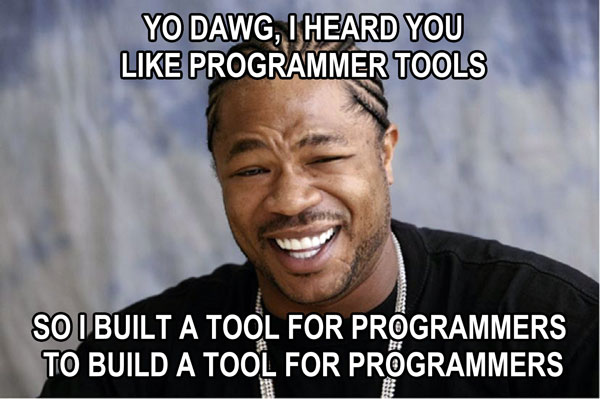 YO DAWG, I HEARD YOU
LIKE PROGRAMMER TOOLS
SO I BUILT A TOOL FOR PROGRAMMERS
TO BUILD A TOOL FOR PROGRAMMERS